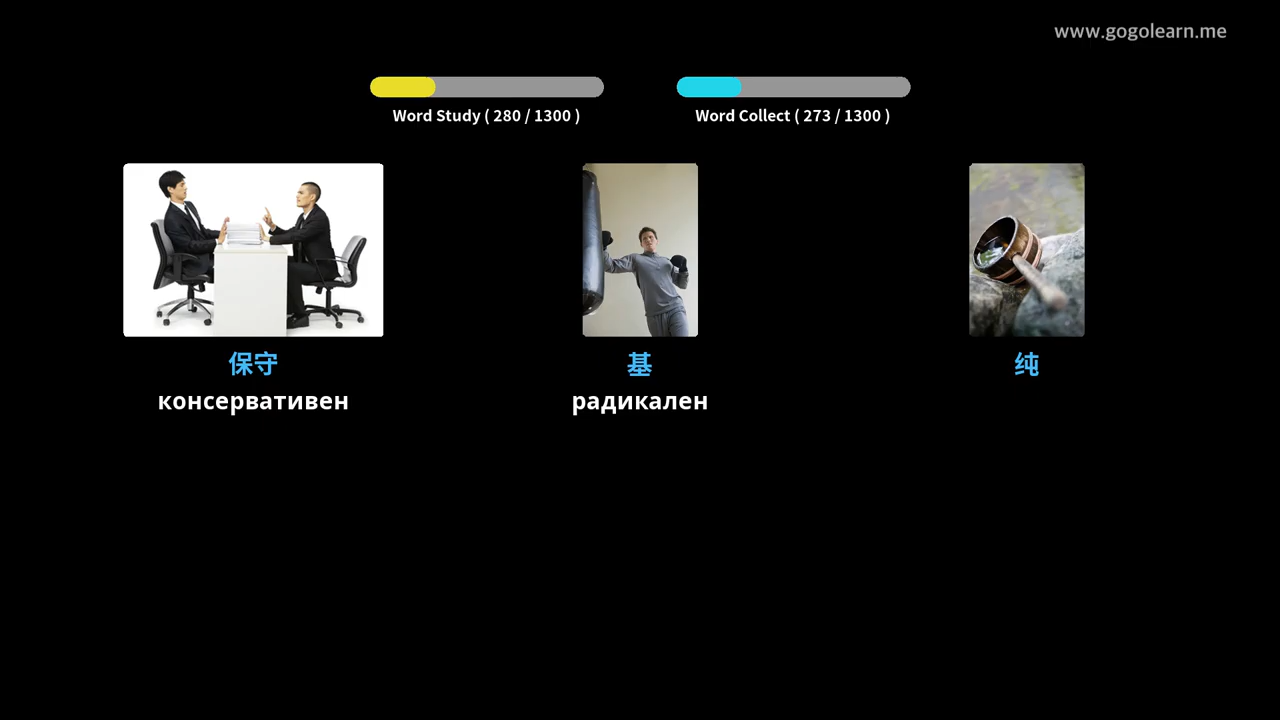 www.gogolearn.me
Word Study ( 280 / 1300 )
Word Collect ( 273 / 1300 )
保守
基
纯
консервативен
радикален